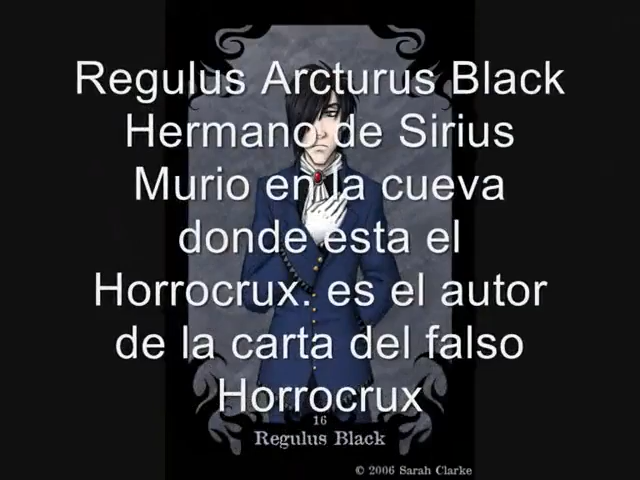 Regulus Arcturus Black
Hermano de Sirius
Murio en la cueva
donde esta el
Horrocrux. es el autor
de la carta del falso
Horrocrux
16
Regulus Black
© 2006 Sarah Clarke